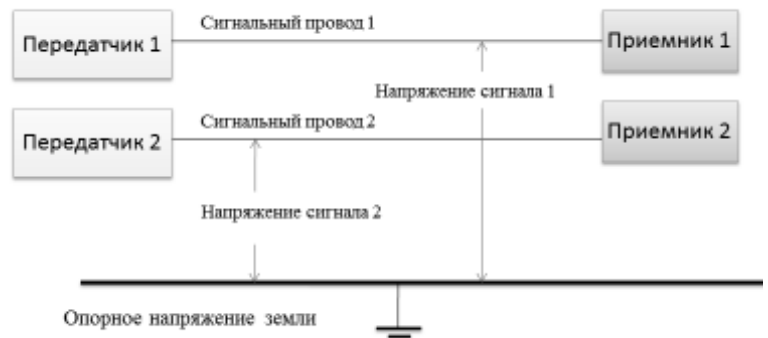 Передатчик 1
Сигнальный провод 1
Приемник 1
Напряжение сигнала 1
Передатчик 2
Сигнальный провод 2
Приемник 2
Напряжение сигнала 2
Опорное напряжение земли